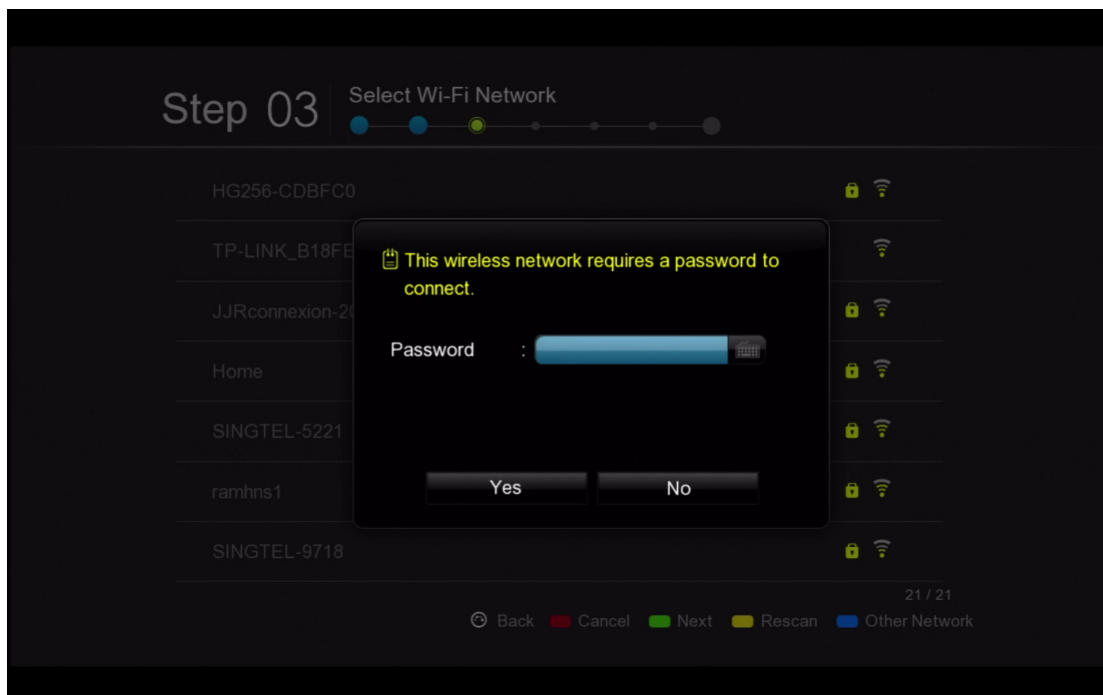 Step 03
Select Wi-Fi Network
HG256-CDBFC0
TP-LINK_B18FE
This wireless network requires a password to
connect.
JJRconnexion-20
Password :
Home
SINGTEL-5221
ramhns1
Yes No
SINGTEL-9718
21 / 21
Back Cancel Next Rescan Other Network